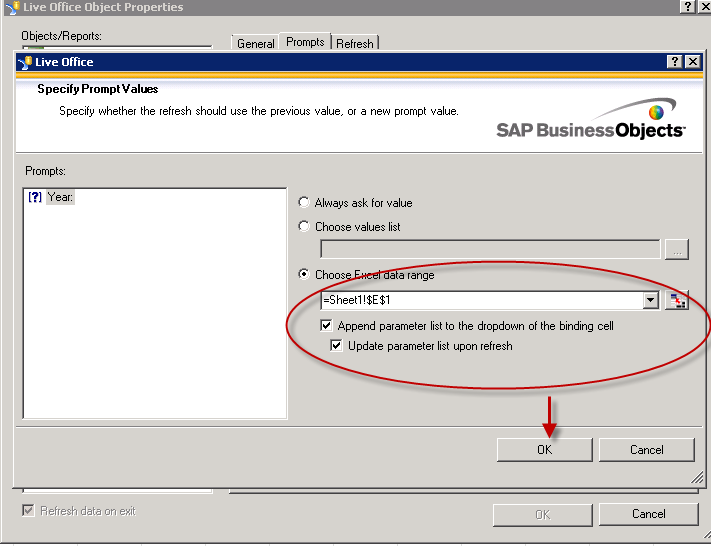 Live Office Object Properties
Objects/Reports:
General Prompts Refresh
Live Office
Specify Prompt Values
Specify whether the refresh should use the previous value, or a new prompt value.
SAP BusinessObjects
Prompts:
[?] Year:
Always ask for value
Choose values list
...
Choose Excel data range
=Sheet1!$E$1
Append parameter list to the dropdown of the binding cell
Update parameter list upon refresh
OK Cancel
Refresh data on exit
OK Cancel